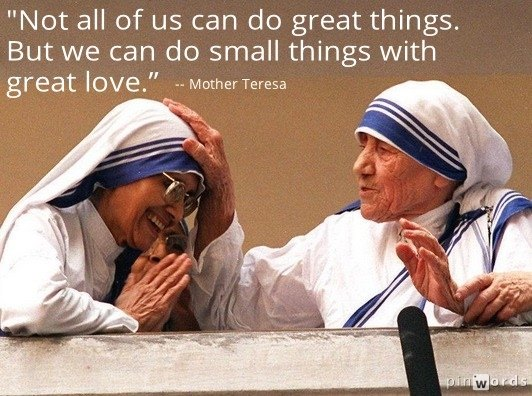 "Not all of us can do great things.
But we can do small things with
great love.” -- Mother Teresa
pinwords